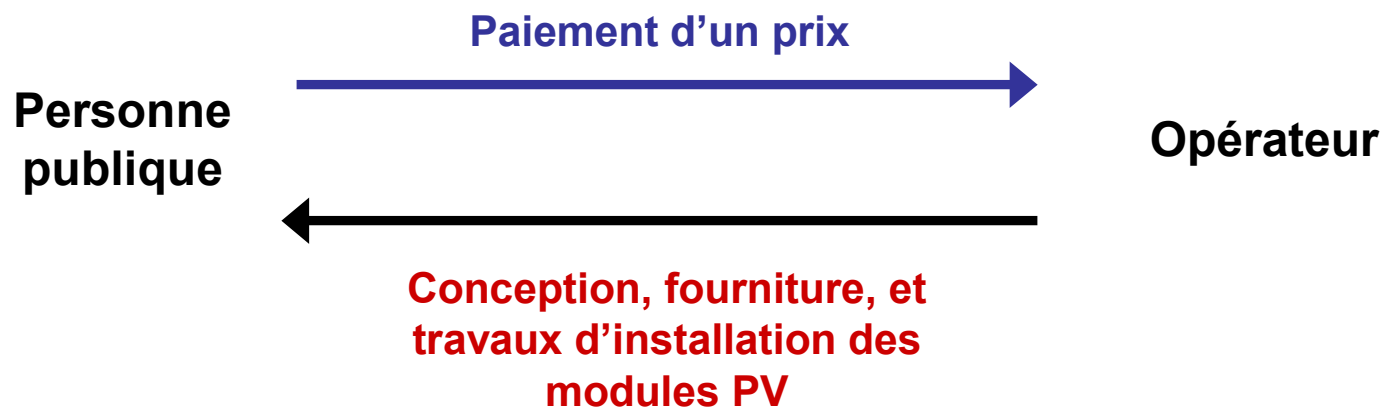 Paiement d’un prix
Personne
publique
Opérateur
Conception, fourniture, et
travaux d’installation des
modules PV